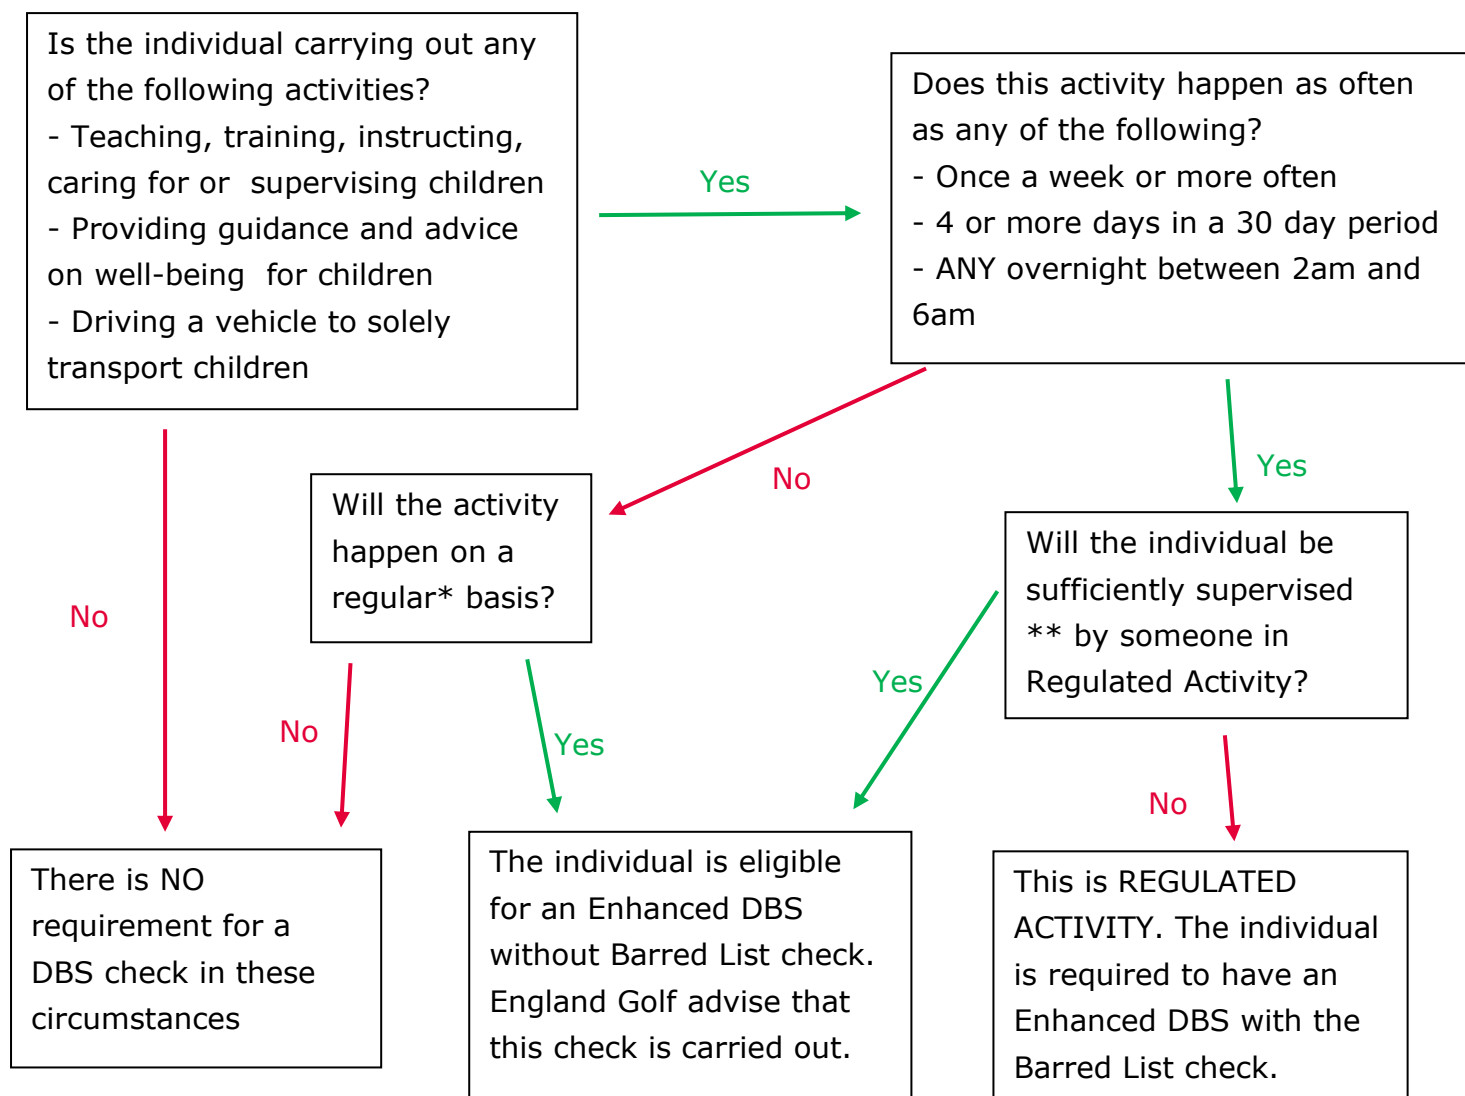 Is the individual carrying out any
of the following activities?
- Teaching, training, instructing,
caring for or  supervising children
- Providing guidance and advice
on well-being  for children
- Driving a vehicle to solely
transport children
Yes
Does this activity happen as often
as any of the following?
- Once a week or more often
- 4 or more days in a 30 day period
- ANY overnight between 2am and
6am
No
No
Will the activity
happen on a
regular* basis?
Yes
Will the individual be
sufficiently supervised
** by someone in
Regulated Activity?
No
Yes
Yes
No
There is NO
requirement for a
DBS check in these
circumstances
The individual is eligible
for an Enhanced DBS
without Barred List check.
England Golf advise that
this check is carried out.
This is REGULATED
ACTIVITY. The individual
is required to have an
Enhanced DBS with the
Barred List check.